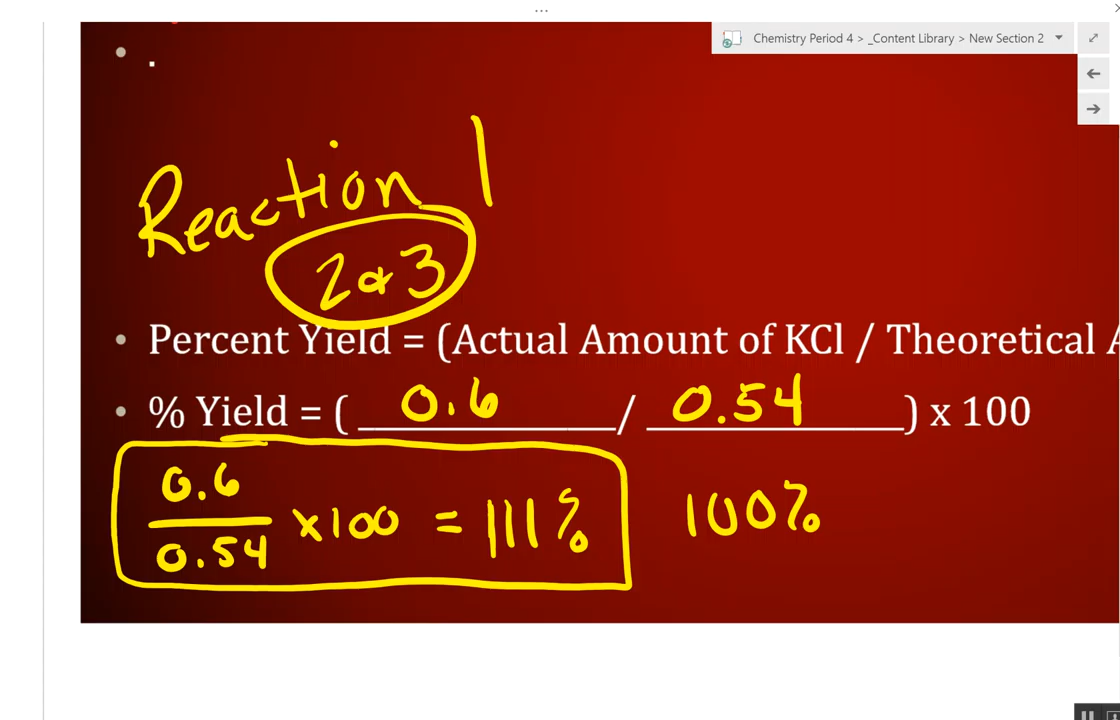 Chemistry Period 4 > _Content Library > New Section 2
Reaction 1
2 & 3
• Percent Yield = (Actual Amount of KCl / Theoretical A
• % Yield = ( 0.6 / 0.54 ) x 100
0.6
0.54
x100 = 111%
100%